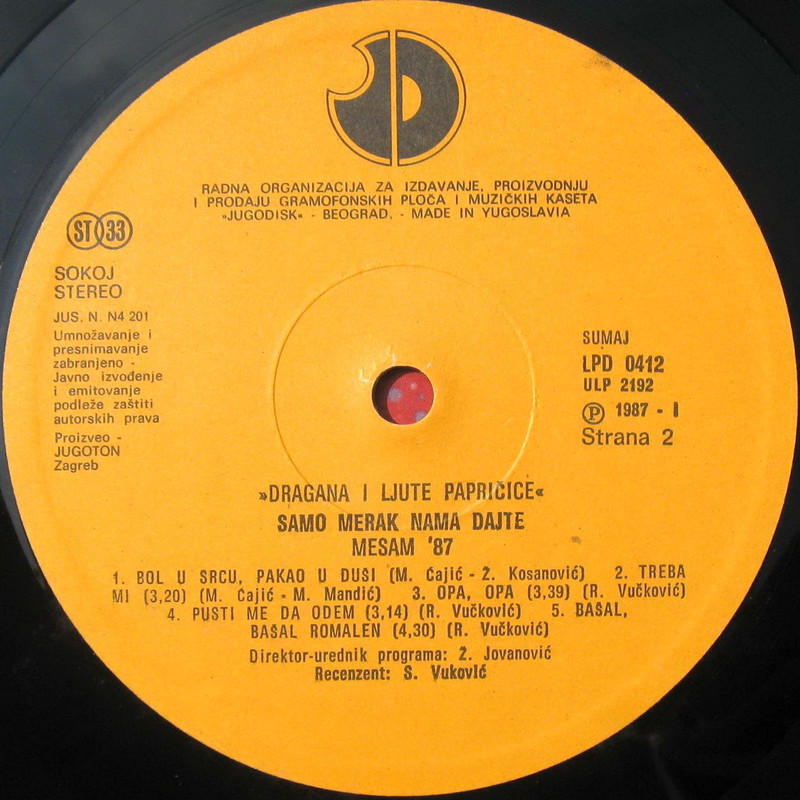 JD
RADNA ORGANIZACIJA ZA IZDAVANJE, PROIZVODNJU
I PRODAJU GRAMOFONSKIH PLOČA I MUZIČKIH KASETA
»JUGODISK« - BEOGRAD. - MADE IN YUGOSLAVIA
ST 33
SOKOJ
STEREO
JUS. N. N4 201
Umnožavanje i
presnimavanje
zabranjeno -
Javno izvođenje
i emitovanje
podleže zaštiti
autorskih prava
Proizveo -
JUGOTON
Zagreb
SUMAJ
LPD 0412
ULP 2192
Ⓟ 1987 - I
Strana 2
»DRAGANA I LJUTE PAPRIČICE«
SAMO MERAK NAMA DAJTE
MESAM '87
1. BOL U SRCU, PAKAO U DUSI (M. Ćajić - Ž. Kosanović) 2. TREBA
MI (3,20) (M. Ćajić - M. Mandić) 3. OPA, OPA (3,39) (R. Vučković)
4. PUSTI ME DA ODEM (3,14) (R. Vučković) 5. BAŠAL,
BAŠAL ROMALEN (4,30) (R. Vučković)
Direktor-urednik programa: Ž. Jovanović
Recenzent: S. Vuković